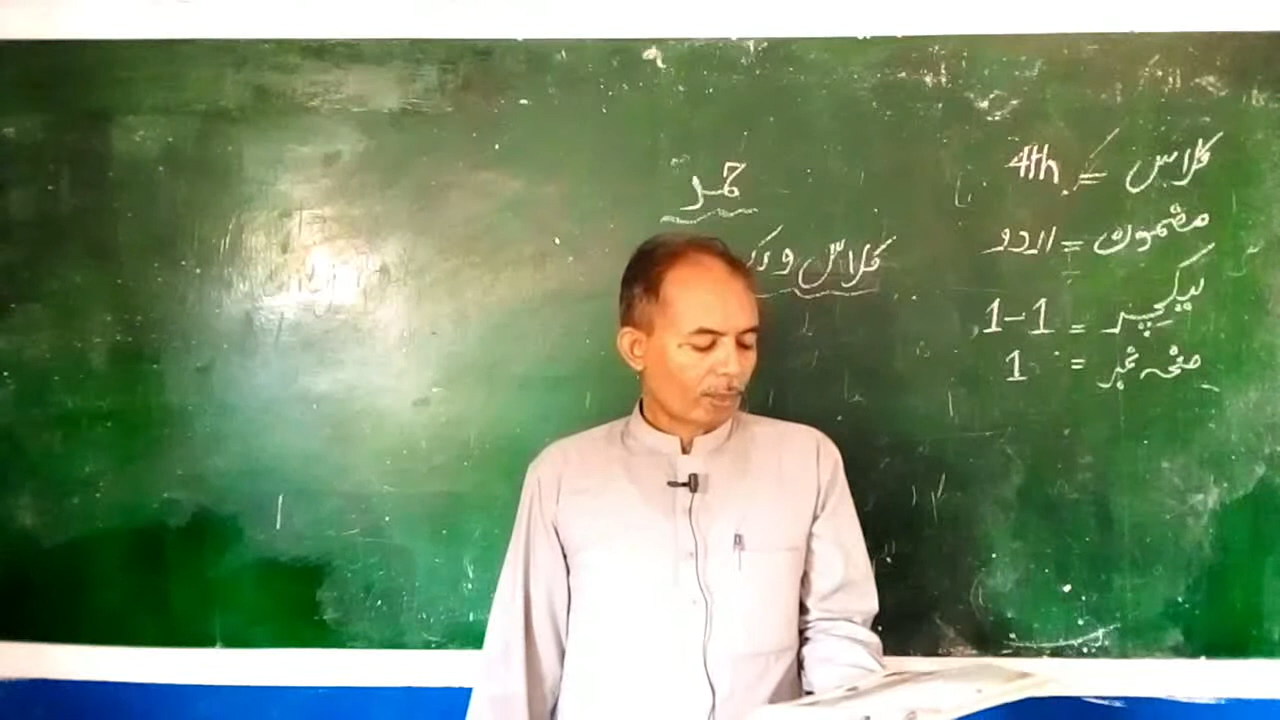 حمد
کلاس ورک
کلاس = 4th
مضمون = اردو
لیکچر = 1-1
صفحہ نمبر = 1